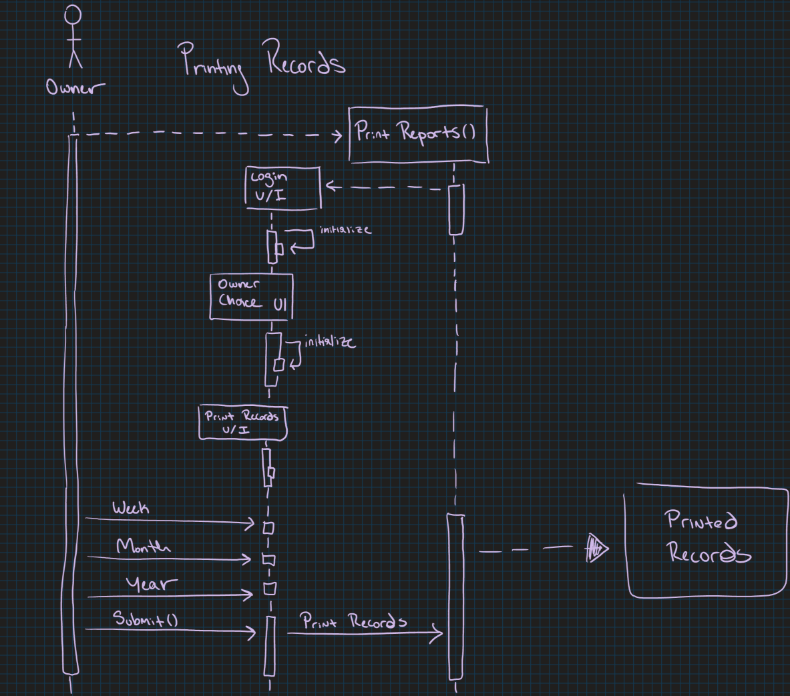 Printing Records
Owner
Print Reports()
Login
U/I
initialize
Owner
Choice UI
initialize
Print Records
U/I
Week
Month
Year
Submit()
Print Records
Printed
Records